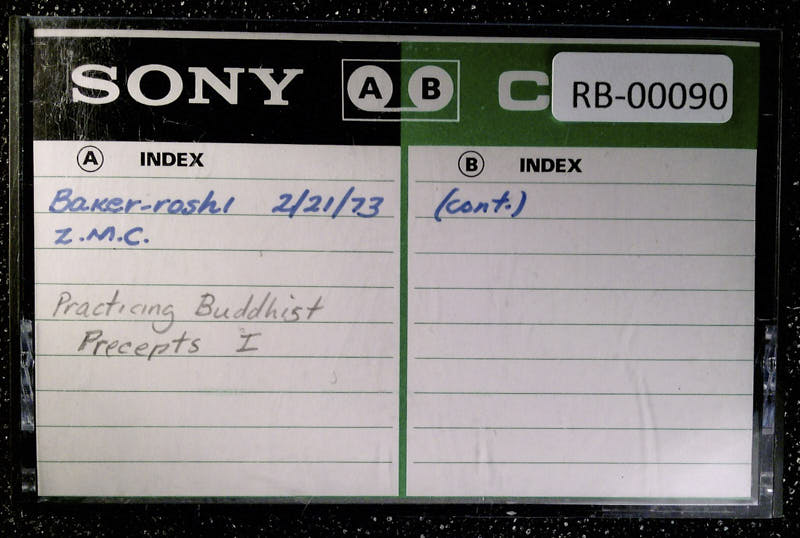 SONY A B C RB-00090
A INDEX
Baker-roshi 2/21/73
Z.M.C.
Practicing Buddhist
Precepts I
B INDEX
(cont.)